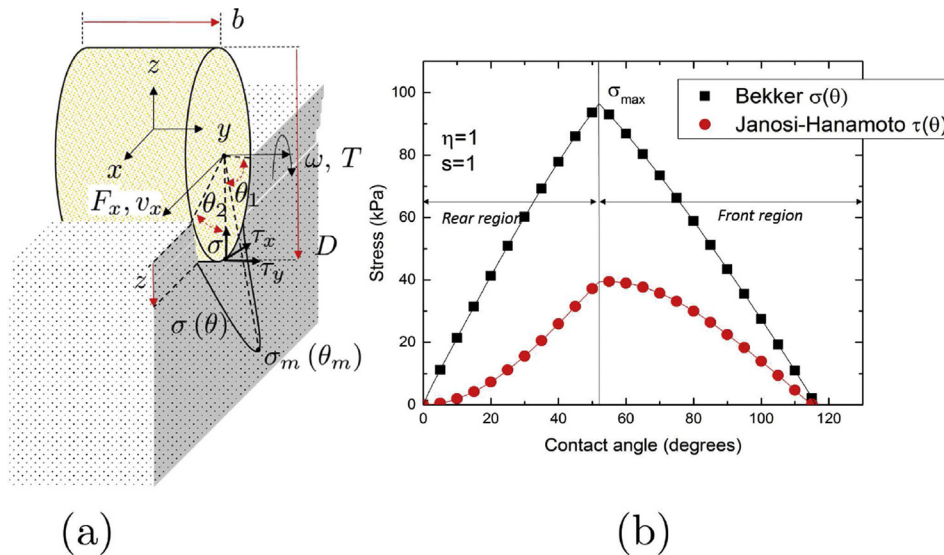 b
z
y
x
ω, T
θ₁
θ₂
Fₓ, vₓ
σ
τₓ
D
τᵧ
z
σ (θ)
σₘ (θₘ)
(a)
100
80
60
40
20
0
Stress (kPa)
σmax
Bekker σ(θ)
Janosi-Hanamoto τ(θ)
η=1
s=1
Rear region
Front region
0 20 40 60 80 100 120
Contact angle (degrees)
(b)